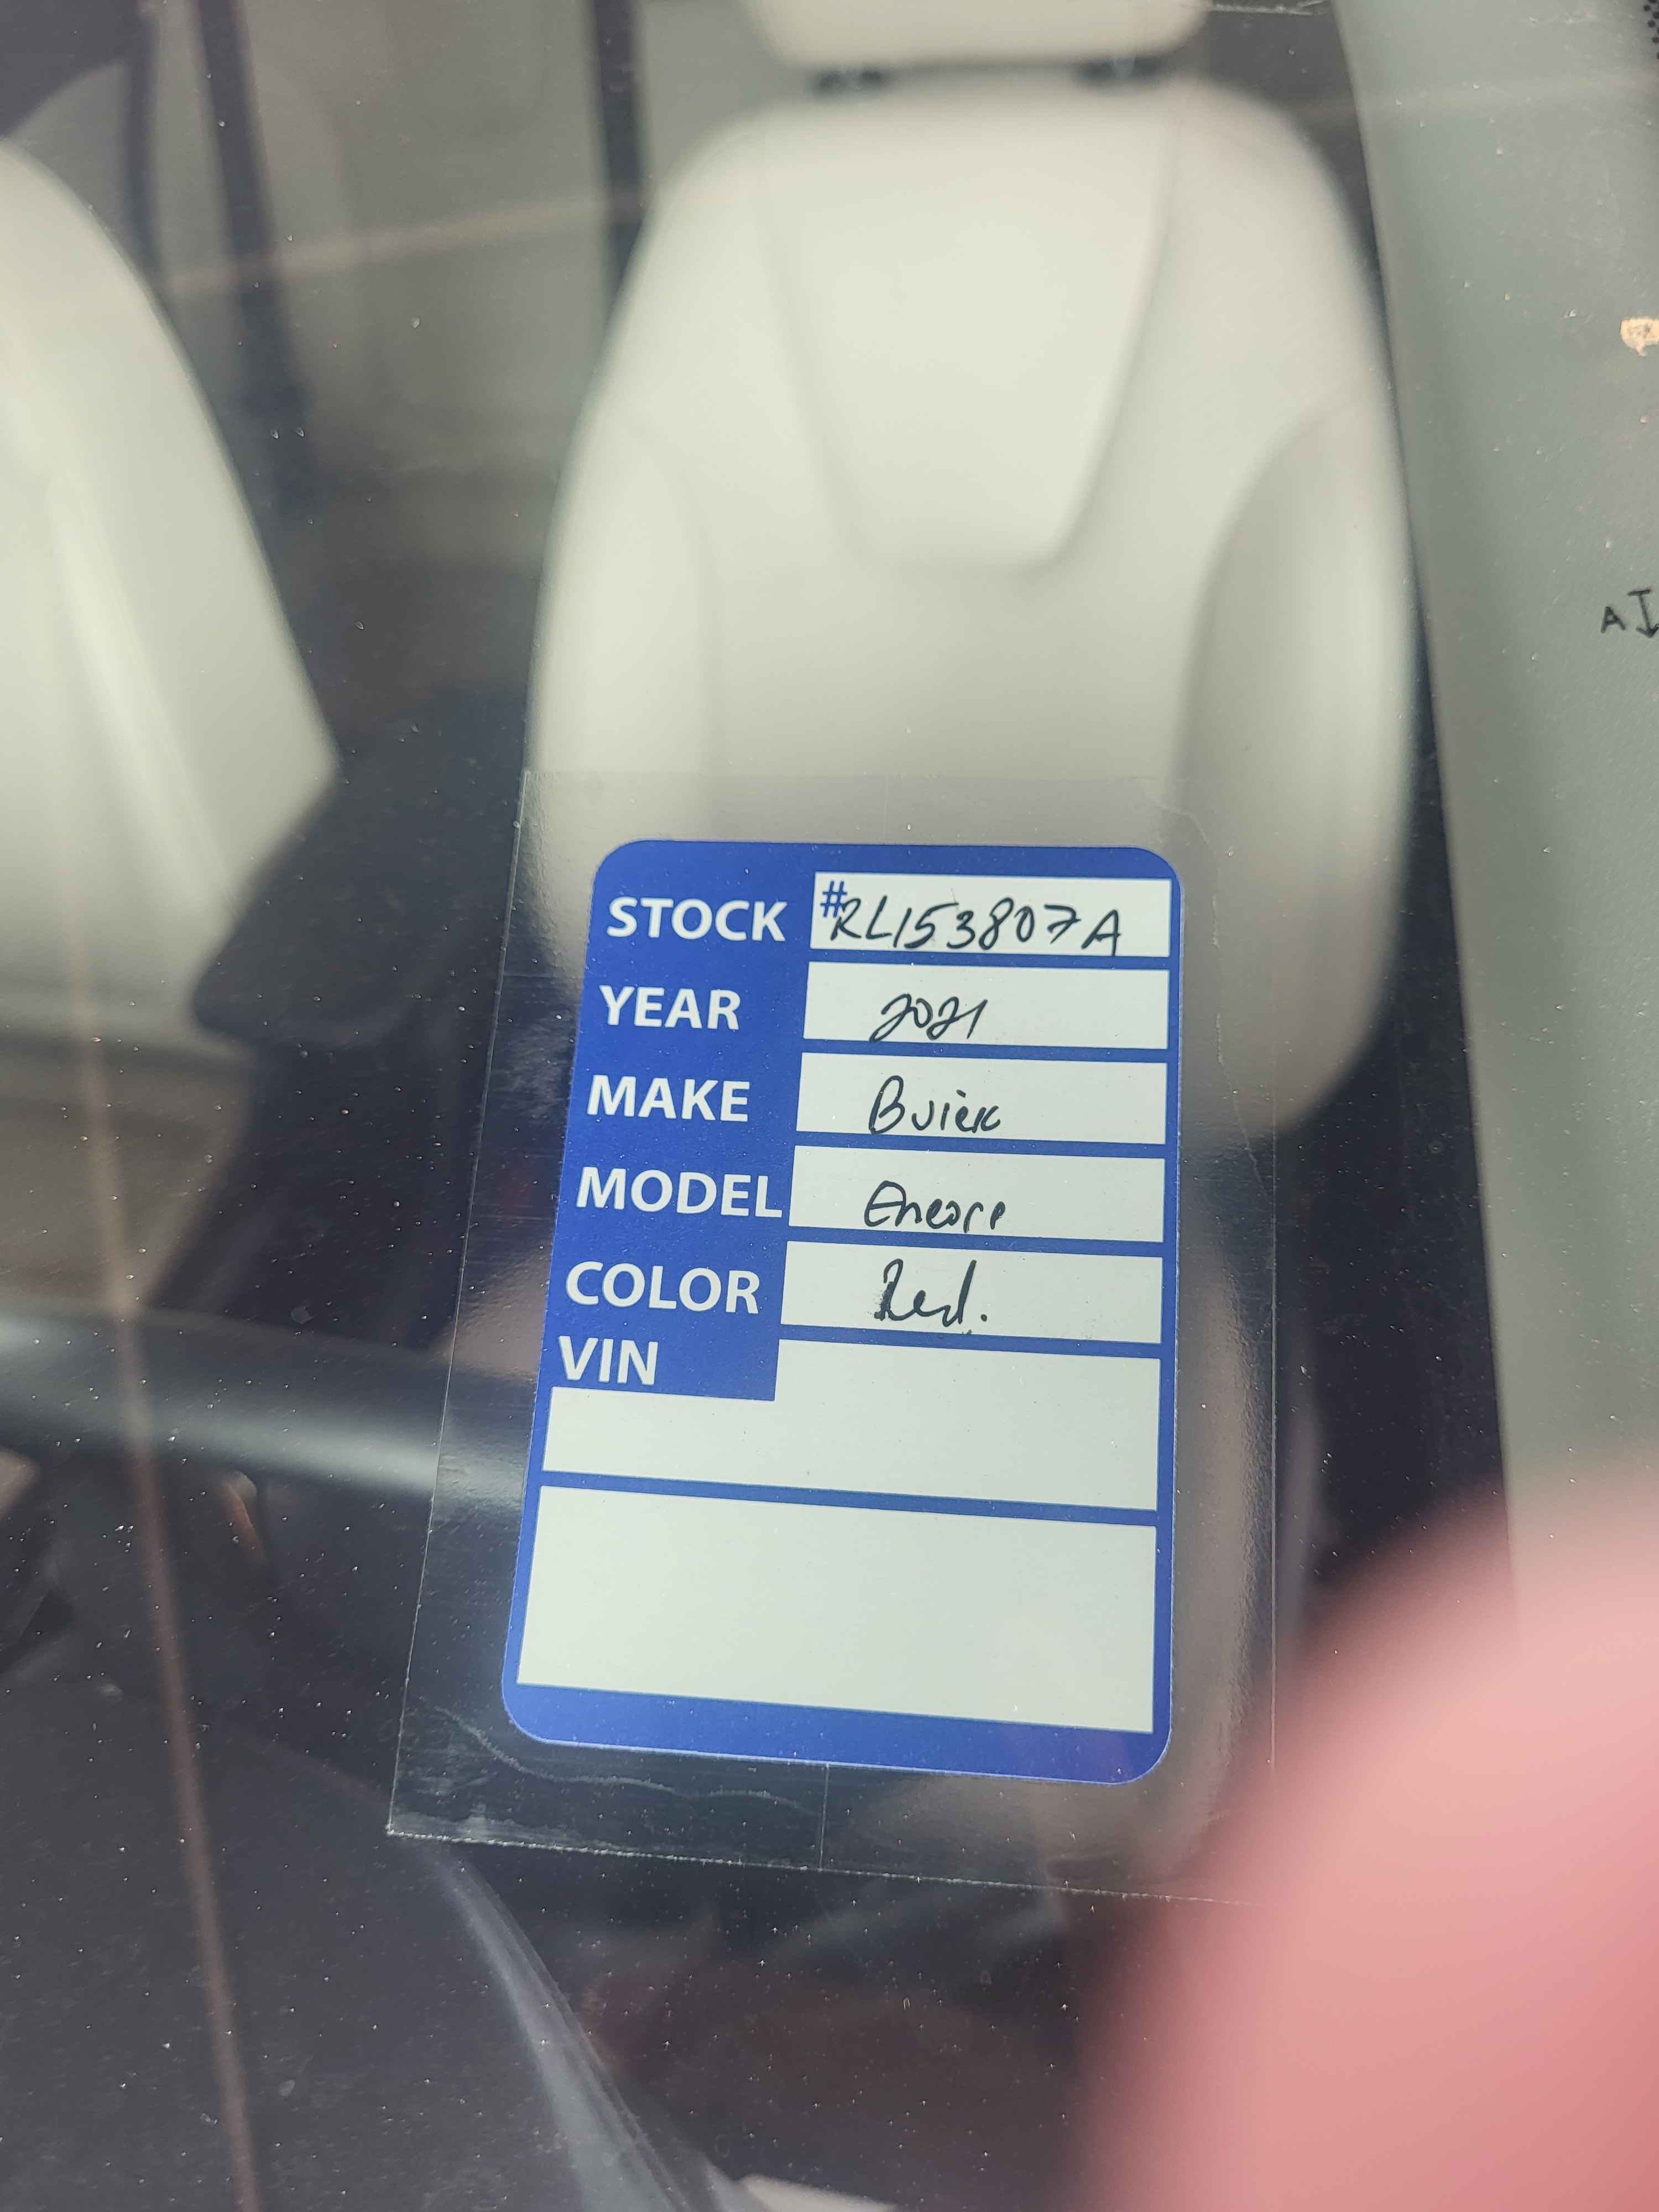 STOCK #RL153807A
YEAR 2021
MAKE Buick
MODEL Encore
COLOR Red.
VIN
A